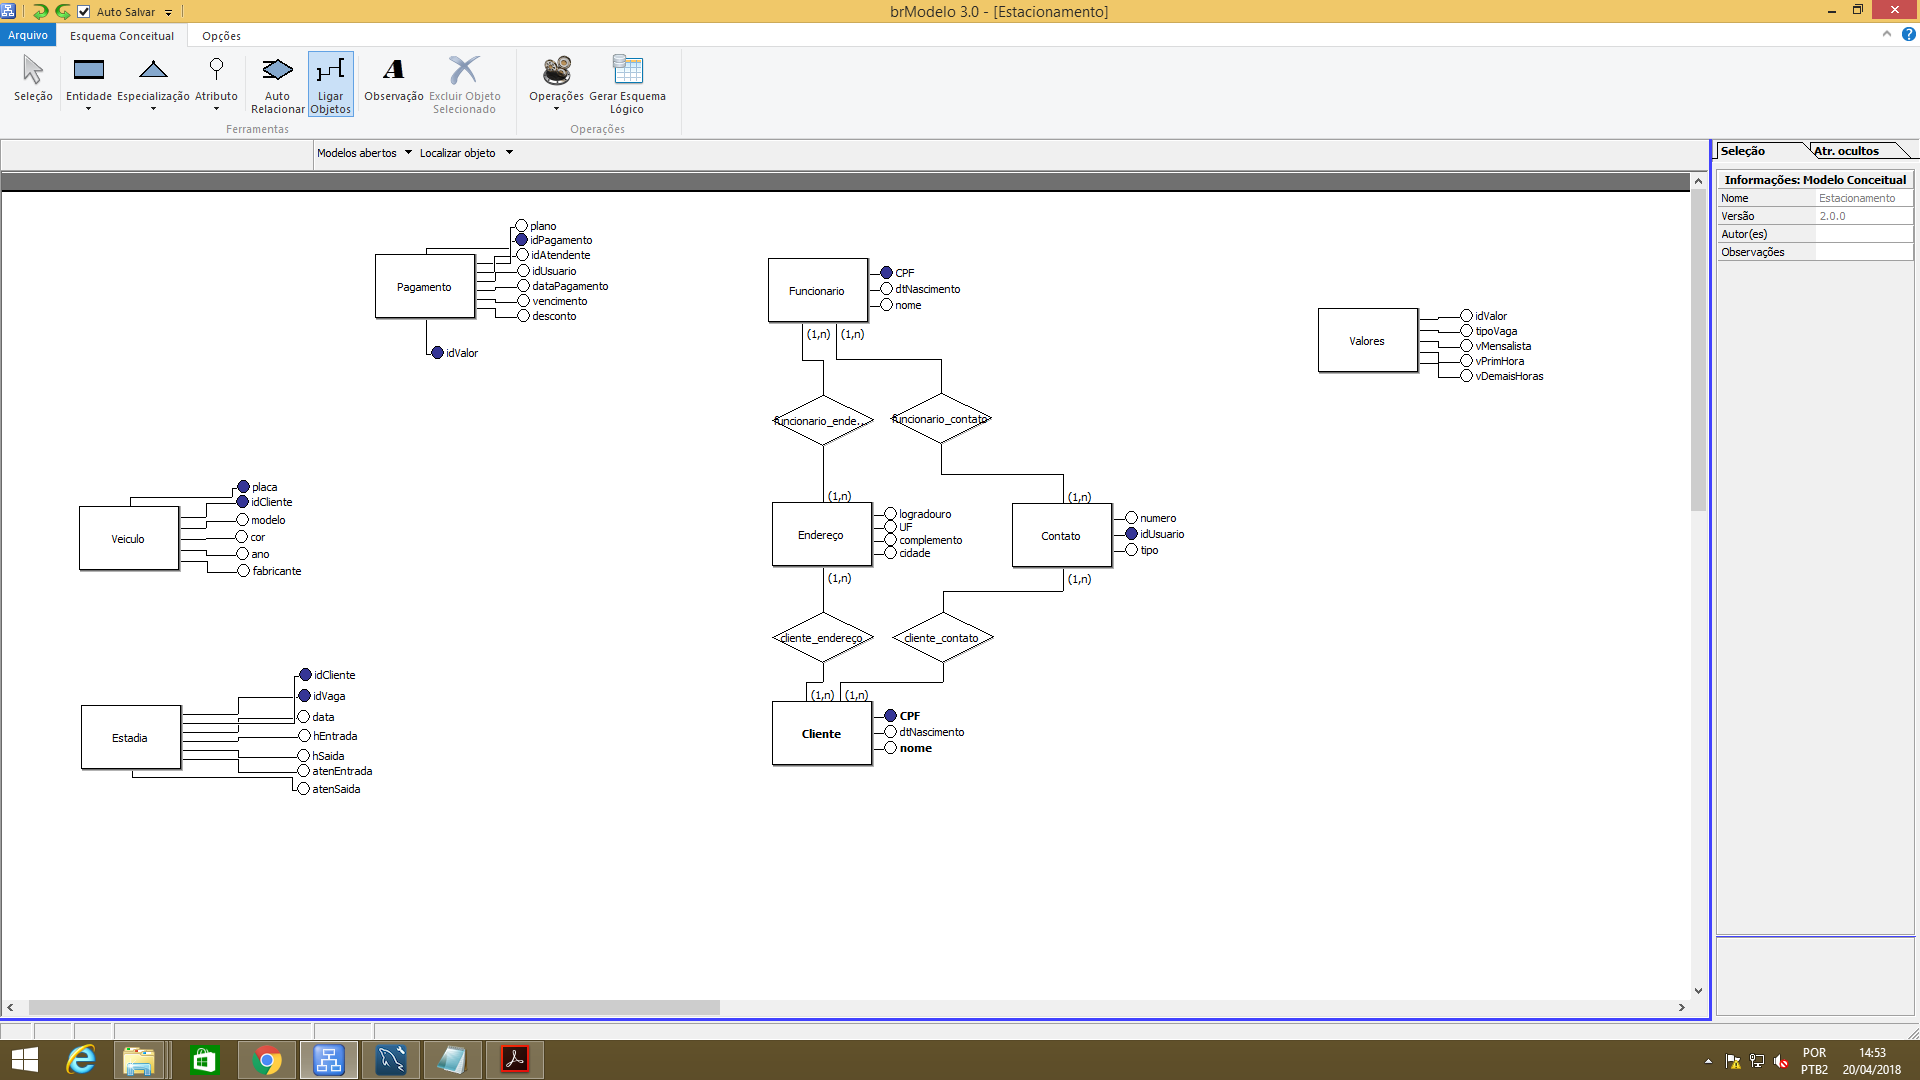 Auto Salvar
brModelo 3.0 - [Estacionamento]
Arquivo
Esquema Conceitual
Opções
Seleção
Entidade
Especialização
Atributo
Auto
Relacionar
Ligar
Objetos
Observação
Excluir Objeto
Selecionado
Operações
Gerar Esquema
Lógico
Ferramentas
Operações
Modelos abertos
Localizar objeto
Seleção
Atr. ocultos
Informações: Modelo Conceitual
Nome
Estacionamento
Versão
2.0.0
Autor(es)
Observações
Pagamento
plano
idPagamento
idAtendente
idUsuario
dataPagamento
vencimento
desconto
idValor
Funcionario
CPF
dtNascimento
nome
(1,n)
(1,n)
Valores
idValor
tipoVaga
vMensalista
vPrimHora
vDemaisHoras
funcionario_ende...
funcionario_contato
Veiculo
placa
idCliente
modelo
cor
ano
fabricante
(1,n)
(1,n)
Endereço
logradouro
UF
complemento
cidade
Contato
numero
idUsuario
tipo
(1,n)
(1,n)
cliente_endereço
cliente_contato
(1,n)
(1,n)
Cliente
CPF
dtNascimento
nome
Estadia
idCliente
idVaga
data
hEntrada
hSaida
atenEntrada
atenSaida
POR
PTB2
14:53
20/04/2018